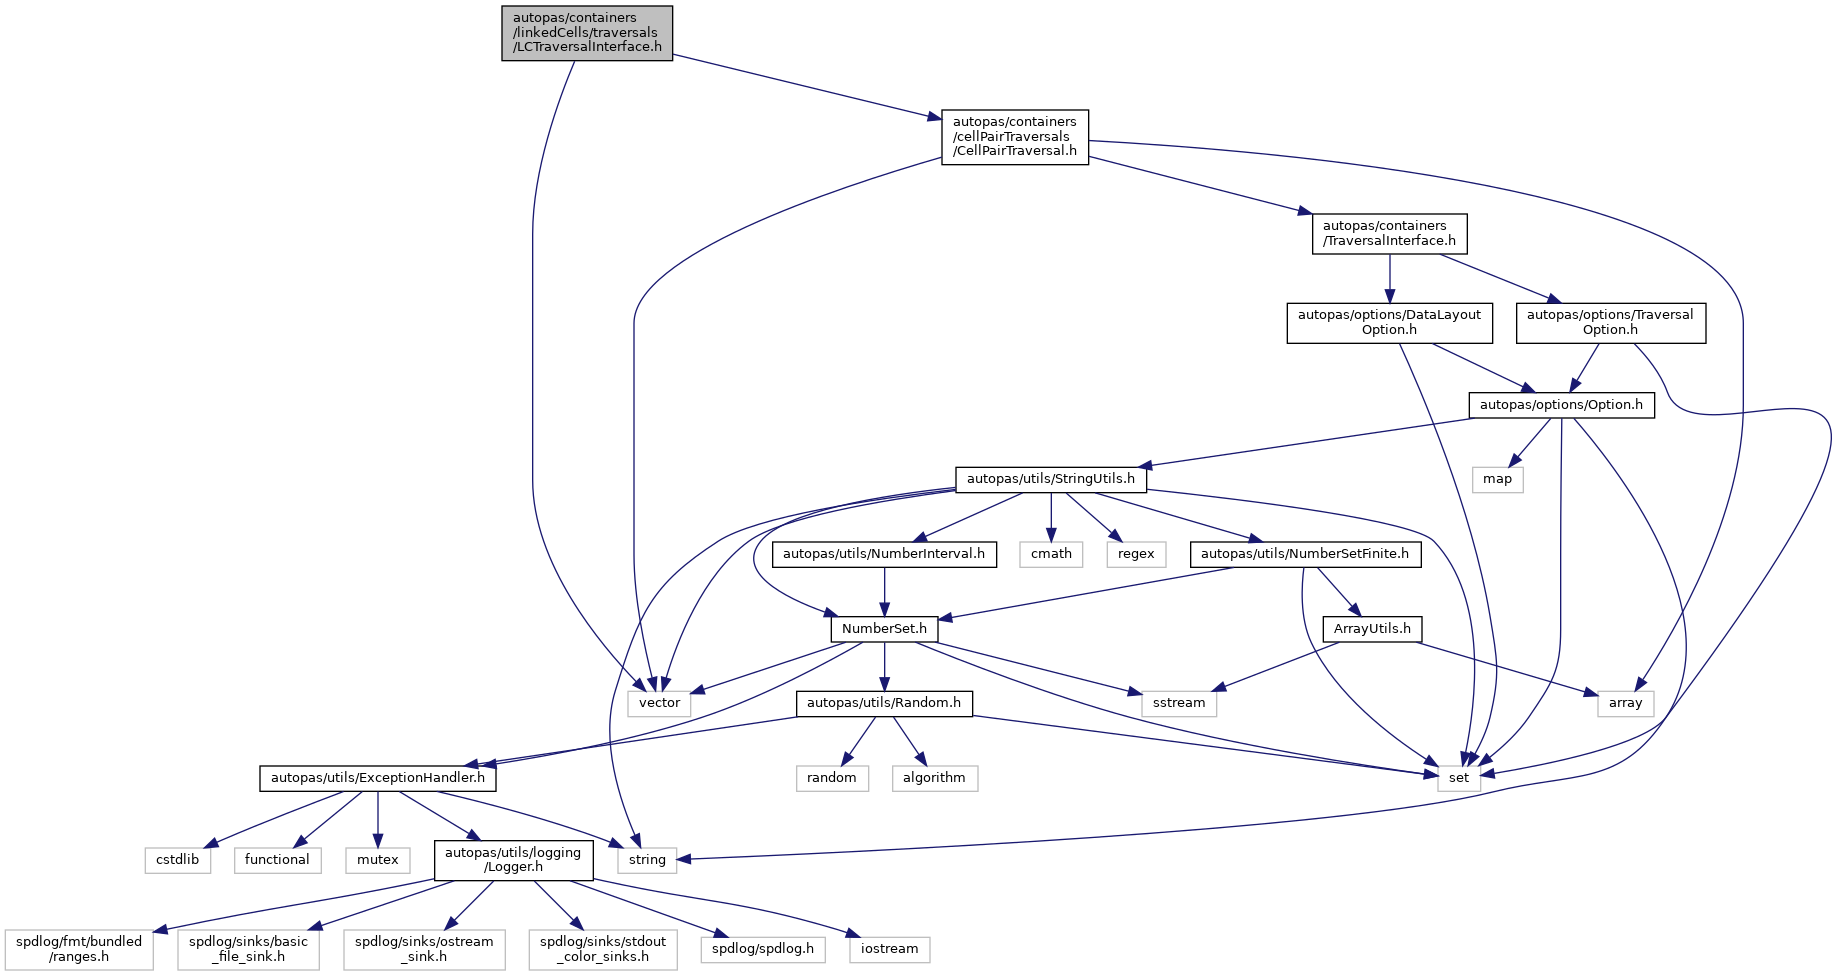 autopas/containers
/linkedCells/traversals
/LCTraversalInterface.h
autopas/containers
/cellPairTraversals
/CellPairTraversal.h
autopas/containers
/TraversalInterface.h
autopas/options/DataLayout
Option.h
autopas/options/Traversal
Option.h
autopas/options/Option.h
autopas/utils/StringUtils.h
map
autopas/utils/NumberInterval.h
cmath
regex
autopas/utils/NumberSetFinite.h
NumberSet.h
ArrayUtils.h
vector
autopas/utils/Random.h
sstream
array
autopas/utils/ExceptionHandler.h
random
algorithm
set
cstdlib
functional
mutex
autopas/utils/logging
/Logger.h
string
spdlog/fmt/bundled
/ranges.h
spdlog/sinks/basic
_file_sink.h
spdlog/sinks/ostream
_sink.h
spdlog/sinks/stdout
_color_sinks.h
spdlog/spdlog.h
iostream